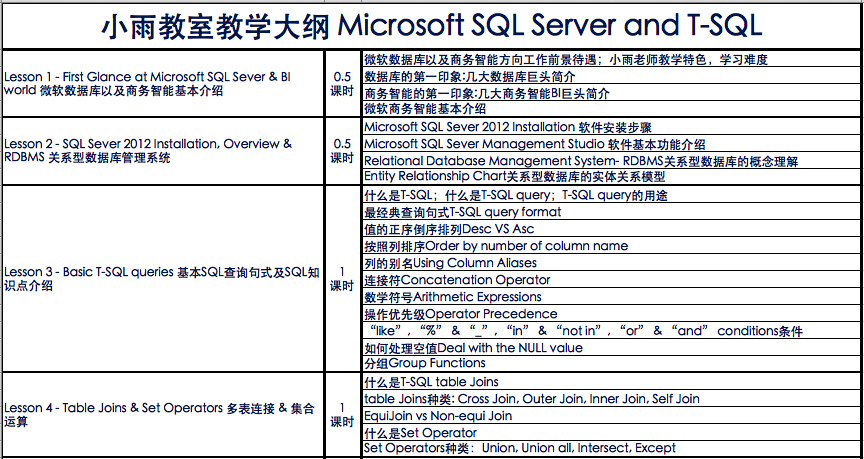 小雨教室教学大纲 Microsoft SQL Server and T-SQL
Lesson 1 - First Glance at Microsoft SQL Sever & BI
world 微软数据库以及商务智能基本介绍
0.5
课时
微软数据库以及商务智能方向工作前景待遇；小雨老师教学特色，学习难度
数据库的第一印象:几大数据库巨头简介
商务智能的第一印象:几大商务智能BI巨头简介
微软商务智能基本介绍
Lesson 2 - SQL Sever 2012 Installation, Overview &
RDBMS 关系型数据库管理系统
0.5
课时
Microsoft SQL Sever 2012 Installation 软件安装步骤
Microsoft SQL Sever Management Studio 软件基本功能介绍
Relational Database Management System- RDBMS关系型数据库的概念理解
Entity Relationship Chart关系型数据库的实体关系模型
Lesson 3 - Basic T-SQL queries 基本SQL查询句式及SQL知
识点介绍
1
课时
什么是T-SQL；什么是T-SQL query；T-SQL query的用途
最经典查询句式T-SQL query format
值的正序倒序排列Desc VS Asc
按照列排序Order by number of column name
列的别名Using Column Aliases
连接符Concatenation Operator
数学符号Arithmetic Expressions
操作优先级Operator Precedence
“like”, “%” & “_”, “in” & “not in”, “or” & “and” conditions条件
如何处理空值Deal with the NULL value
分组Group Functions
Lesson 4 - Table Joins & Set Operators 多表连接 & 集合
运算
1
课时
什么是T-SQL table Joins
table Joins种类: Cross Join, Outer Join, Inner Join, Self Join
EquiJoin vs Non-equi Join
什么是Set Operator
Set Operators种类：Union, Union all, Intersect, Except